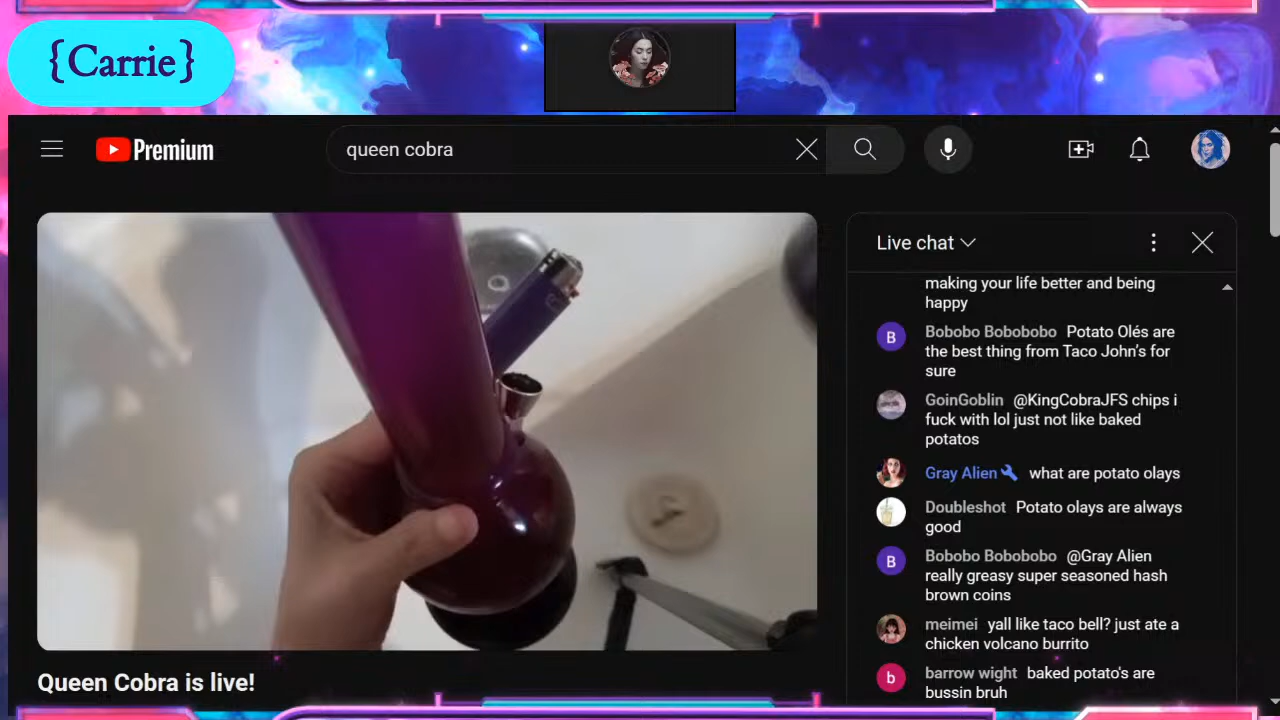 {Carrie}
Premium
queen cobra
Live chat
making your life better and being
happy
Bobobo Bobobobo Potato Olés are
the best thing from Taco John's for
sure
GoinGoblin @KingCobraJFS chips i
fuck with lol just not like baked
potatos
Gray Alien what are potato olays
Doubleshot Potato olays are always
good
Bobobo Bobobobo @Gray Alien
really greasy super seasoned hash
brown coins
meimei yall like taco bell? just ate a
chicken volcano burrito
barrow wight baked potato's are
bussin bruh
B
B
b
Queen Cobra is live!